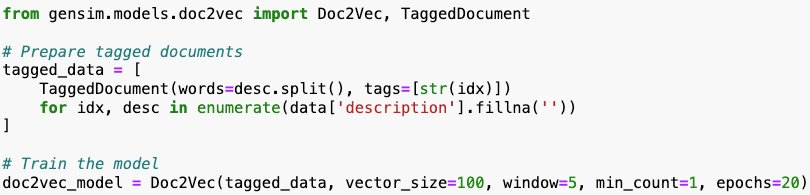 from gensim.models.doc2vec import Doc2Vec, TaggedDocument
# Prepare tagged documents
tagged_data = [
    TaggedDocument(words=desc.split(), tags=[str(idx)])
    for idx, desc in enumerate(data['description'].fillna(''))
]
# Train the model
doc2vec_model = Doc2Vec(tagged_data, vector_size=100, window=5, min_count=1, epochs=20)